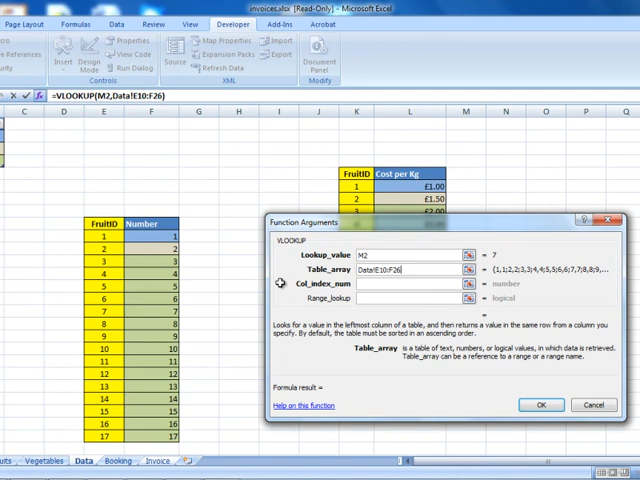 invoices.xlsx [Read-Only] - Microsoft Excel
Page Layout Formulas Data Review View Developer Add-Ins Acrobat
Properties Map Properties Import
View Code Expansion Packs Export
Run Dialog Refresh Data
Insert Design Mode Source Document Panel
Controls XML Modify
=VLOOKUP(M2,Data!E10:F26)
C D E F G H I J K L M N O P Q
FruitID Cost per Kg
1 £1.00
2 £1.50
3 £2.00
FruitID Number
1 1
2 2
3 3
4 4
5 5
6 6
7 7
8 8
9 9
10 10
11 11
12 12
13 13
14 14
15 15
16 16
17 17
Function Arguments
VLOOKUP
Lookup_value M2 = 7
Table_array Data!E10:F26 = {1,1;2,2;3,3;4,4;5,5;6,6;7,7;8,8;9,...
Col_index_num = number
Range_lookup = logical
=
Looks for a value in the leftmost column of a table, and then returns a value in the same row from a column you
specify. By default, the table must be sorted in an ascending order.
Table_array is a table of text, numbers, or logical values, in which data is retrieved.
Table_array can be a reference to a range or a range name.
Formula result =
Help on this function OK Cancel
Vegetables Data Booking Invoice